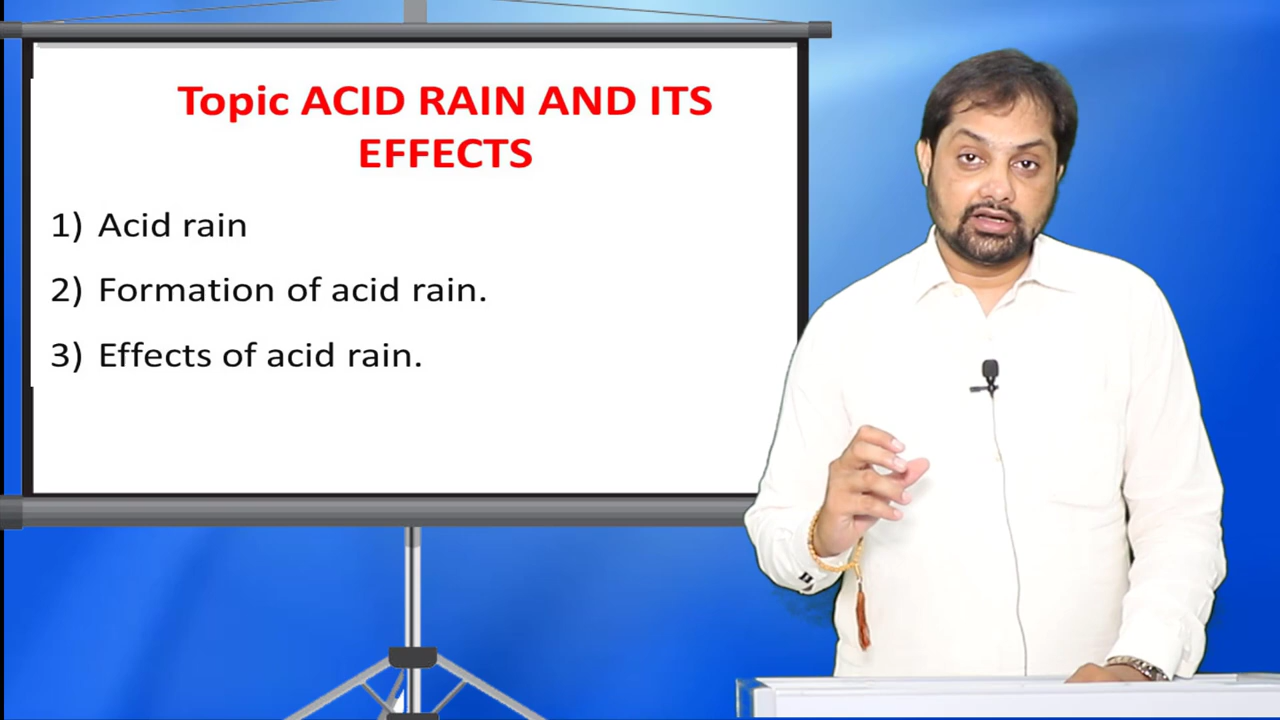 Topic ACID RAIN AND ITS
EFFECTS
1) Acid rain
2) Formation of acid rain.
3) Effects of acid rain.